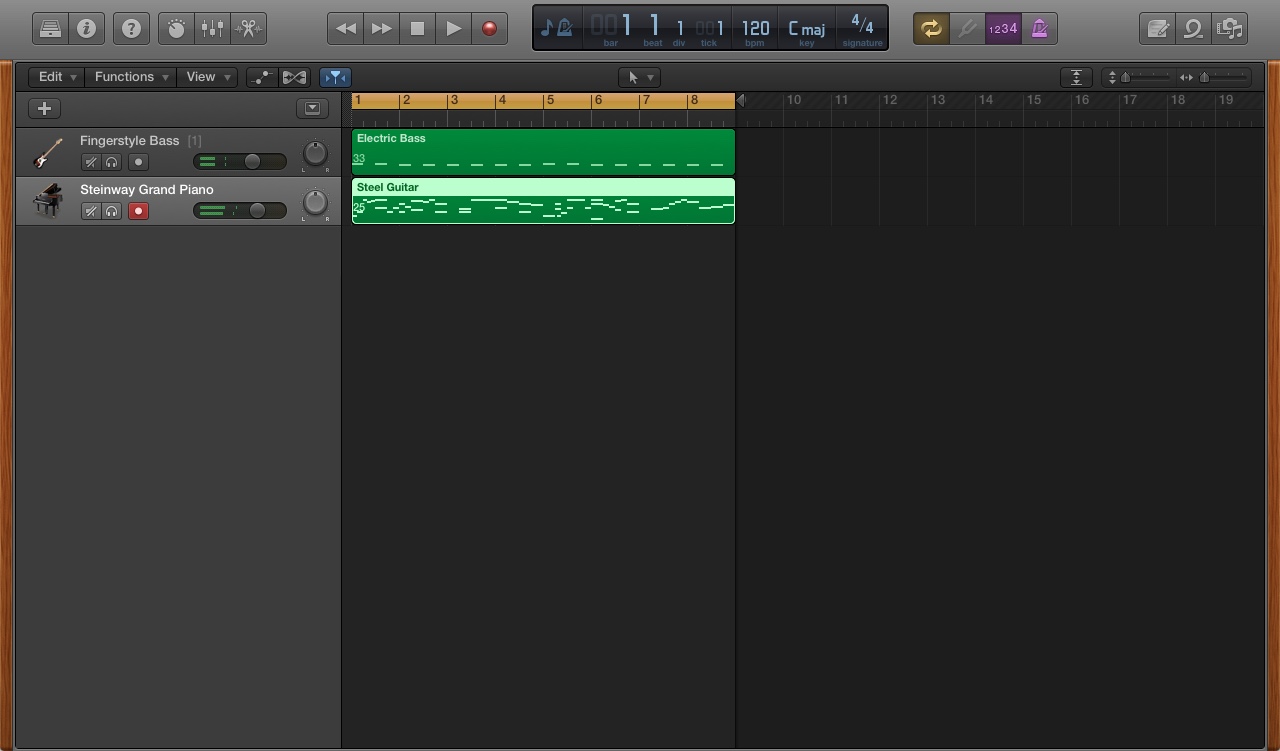 001 1 1 001 120 C maj 4/4
bar beat div tick bpm key signature
1234
Edit Functions View
1 2 3 4 5 6 7 8 10 11 12 13 14 15 16 17 18 19
Fingerstyle Bass [1]
L R
Electric Bass
33
Steinway Grand Piano
L R
Steel Guitar
25